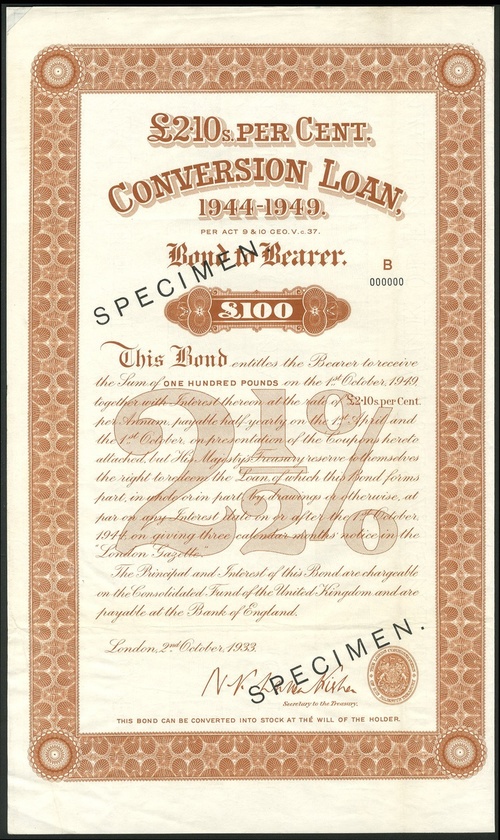 £2·10s. PER CENT.
CONVERSION LOAN,
1944-1949.
PER ACT 9 & 10 GEO. V. c. 37.
Bond to Bearer.
B
000000
SPECIMEN.
£100
This Bond entitles the Bearer to receive
the Sum of ONE HUNDRED POUNDS on the 1st October, 1949,
together with Interest thereon at the rate of £2·10s per Cent.
per Annum, payable half-yearly on the 1st April and
the 1st October, on presentation of the Coupons hereto
attached, but His Majesty's Treasury reserve to themselves
the right to redeem the Loan, of which this Bond forms
part, in whole or in part by drawings or otherwise, at
par on any Interest date on or after the 1st October
1944, on giving three calendar months' notice in the
"London Gazette."
2½%
The Principal and Interest of this Bond are chargeable
on the Consolidated Fund of the United Kingdom and are
payable at the Bank of England.
London, 2nd October, 1933.
SPECIMEN.
Secretary to the Treasury.
THIS BOND CAN BE CONVERTED INTO STOCK AT THE WILL OF THE HOLDER.